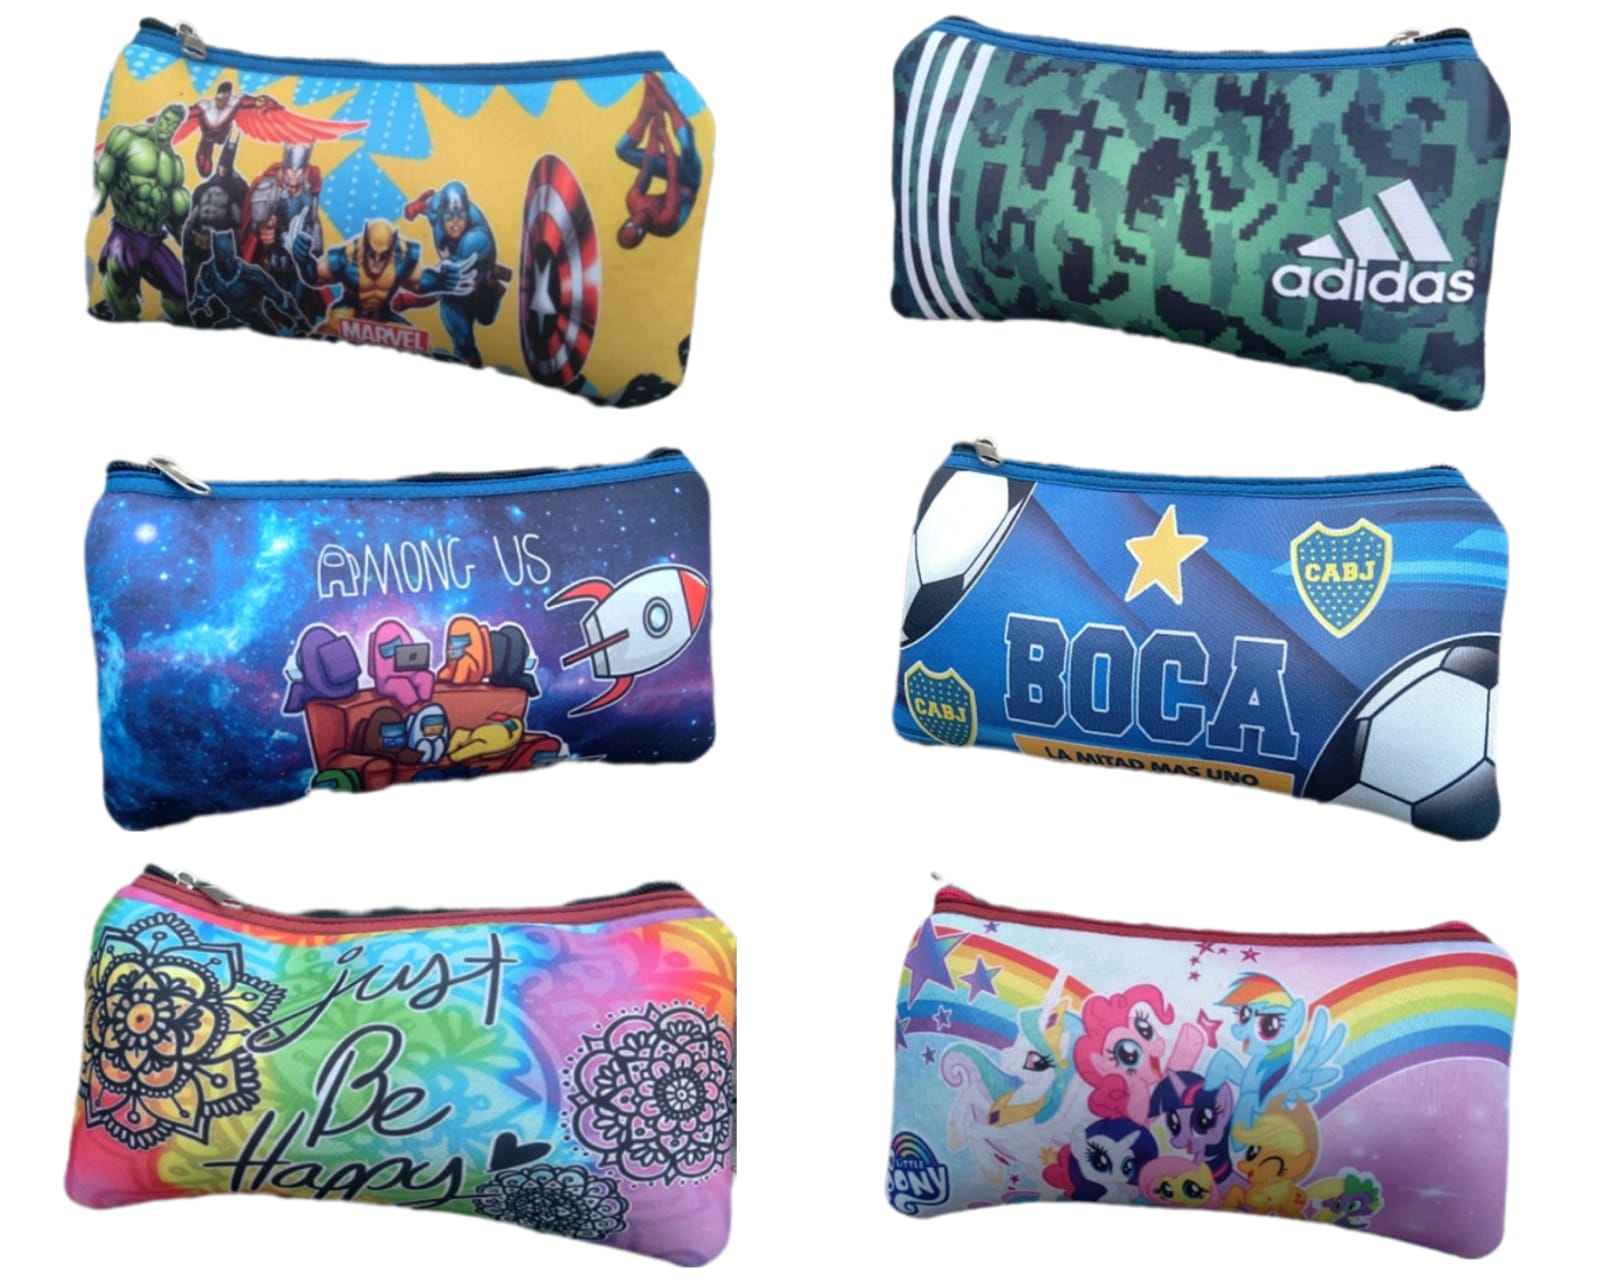 MARVEL
adidas
AMONG US
BOCA
CABJ
CABJ
LA MITAD MAS UNO
just
Be
Happy
LITTLE
PONY